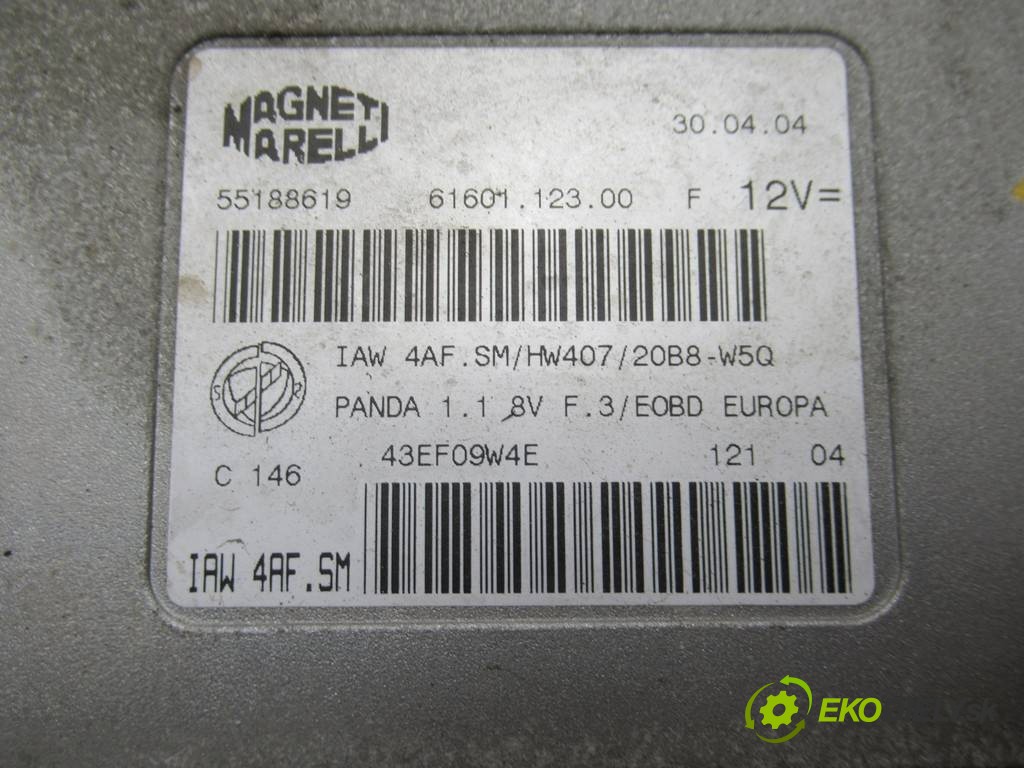 MAGNETI
MARELLI
30.04.04
55188619 61601.123.00 F 12V=
IAW 4AF.SM/HW407/20B8-W5Q
PANDA 1.1 8V F.3/EOBD EUROPA
S R
43EF09W4E 121 04
C 146
IAW 4AF.SM
EKO